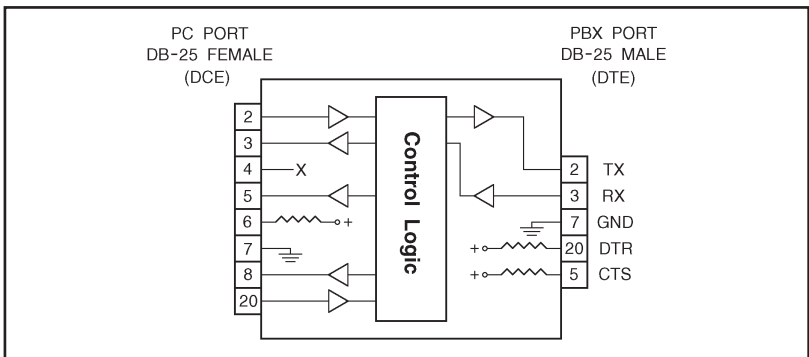 PC PORT
DB-25 FEMALE
(DCE)
PBX PORT
DB-25 MALE
(DTE)
2
3
4
X
5
6
+
7
8
20
Control Logic
2 TX
3 RX
7 GND
+ 20 DTR
+ 5 CTS